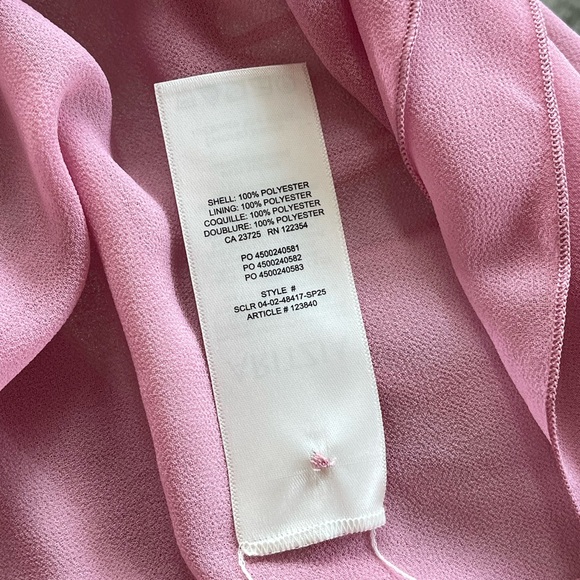 SHELL: 100% POLYESTER
LINING: 100% POLYESTER
COQUILLE: 100% POLYESTER
DOUBLURE: 100% POLYESTER
CA 23725 RN 122354
PO 4500240581
PO 4500240582
PO 4500240583
STYLE #
SCLR 04-02-48417-SP25
ARTICLE # 123840
ARITZIA